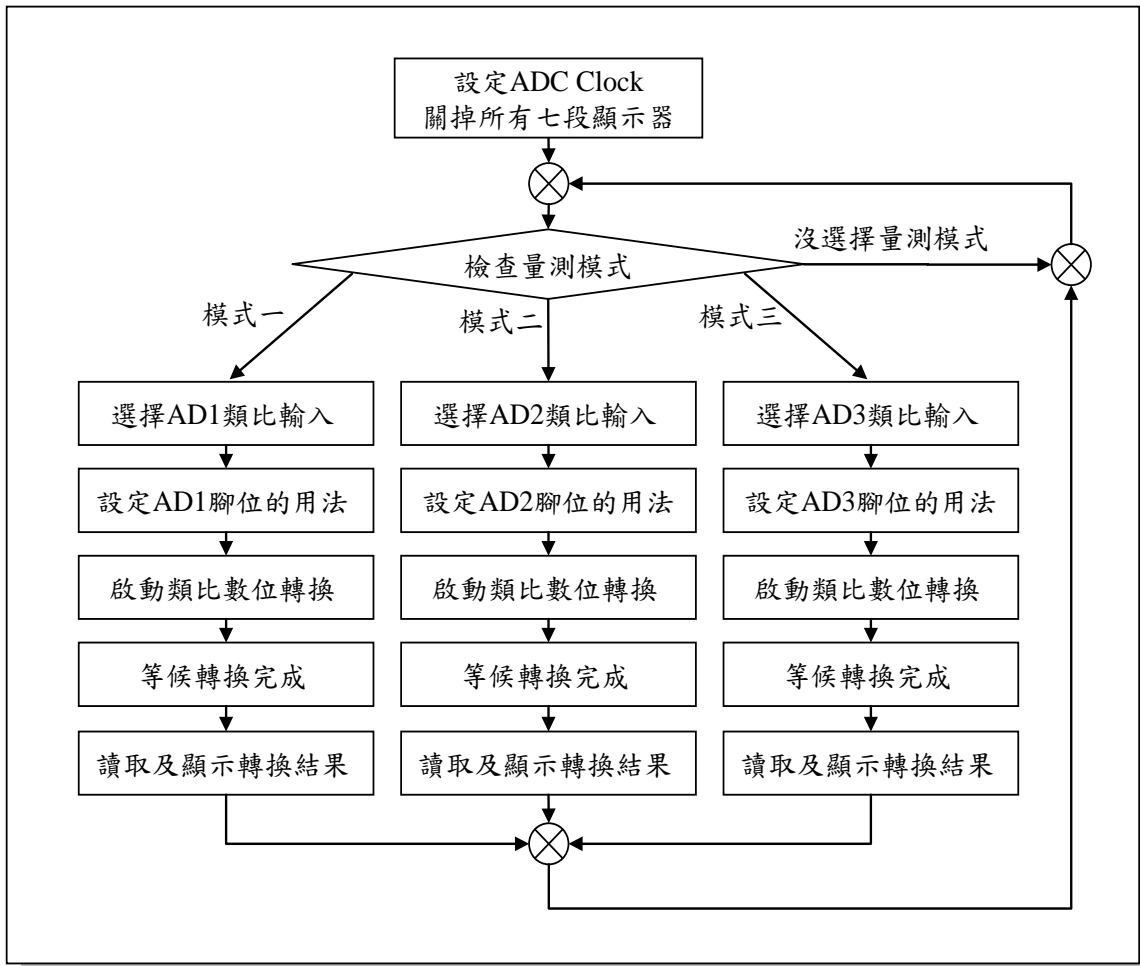 設定ADC Clock
關掉所有七段顯示器
沒選擇量測模式
檢查量測模式
模式一
模式二
模式三
選擇AD1類比輸入
選擇AD2類比輸入
選擇AD3類比輸入
設定AD1腳位的用法
設定AD2腳位的用法
設定AD3腳位的用法
啟動類比數位轉換
啟動類比數位轉換
啟動類比數位轉換
等候轉換完成
等候轉換完成
等候轉換完成
讀取及顯示轉換結果
讀取及顯示轉換結果
讀取及顯示轉換結果